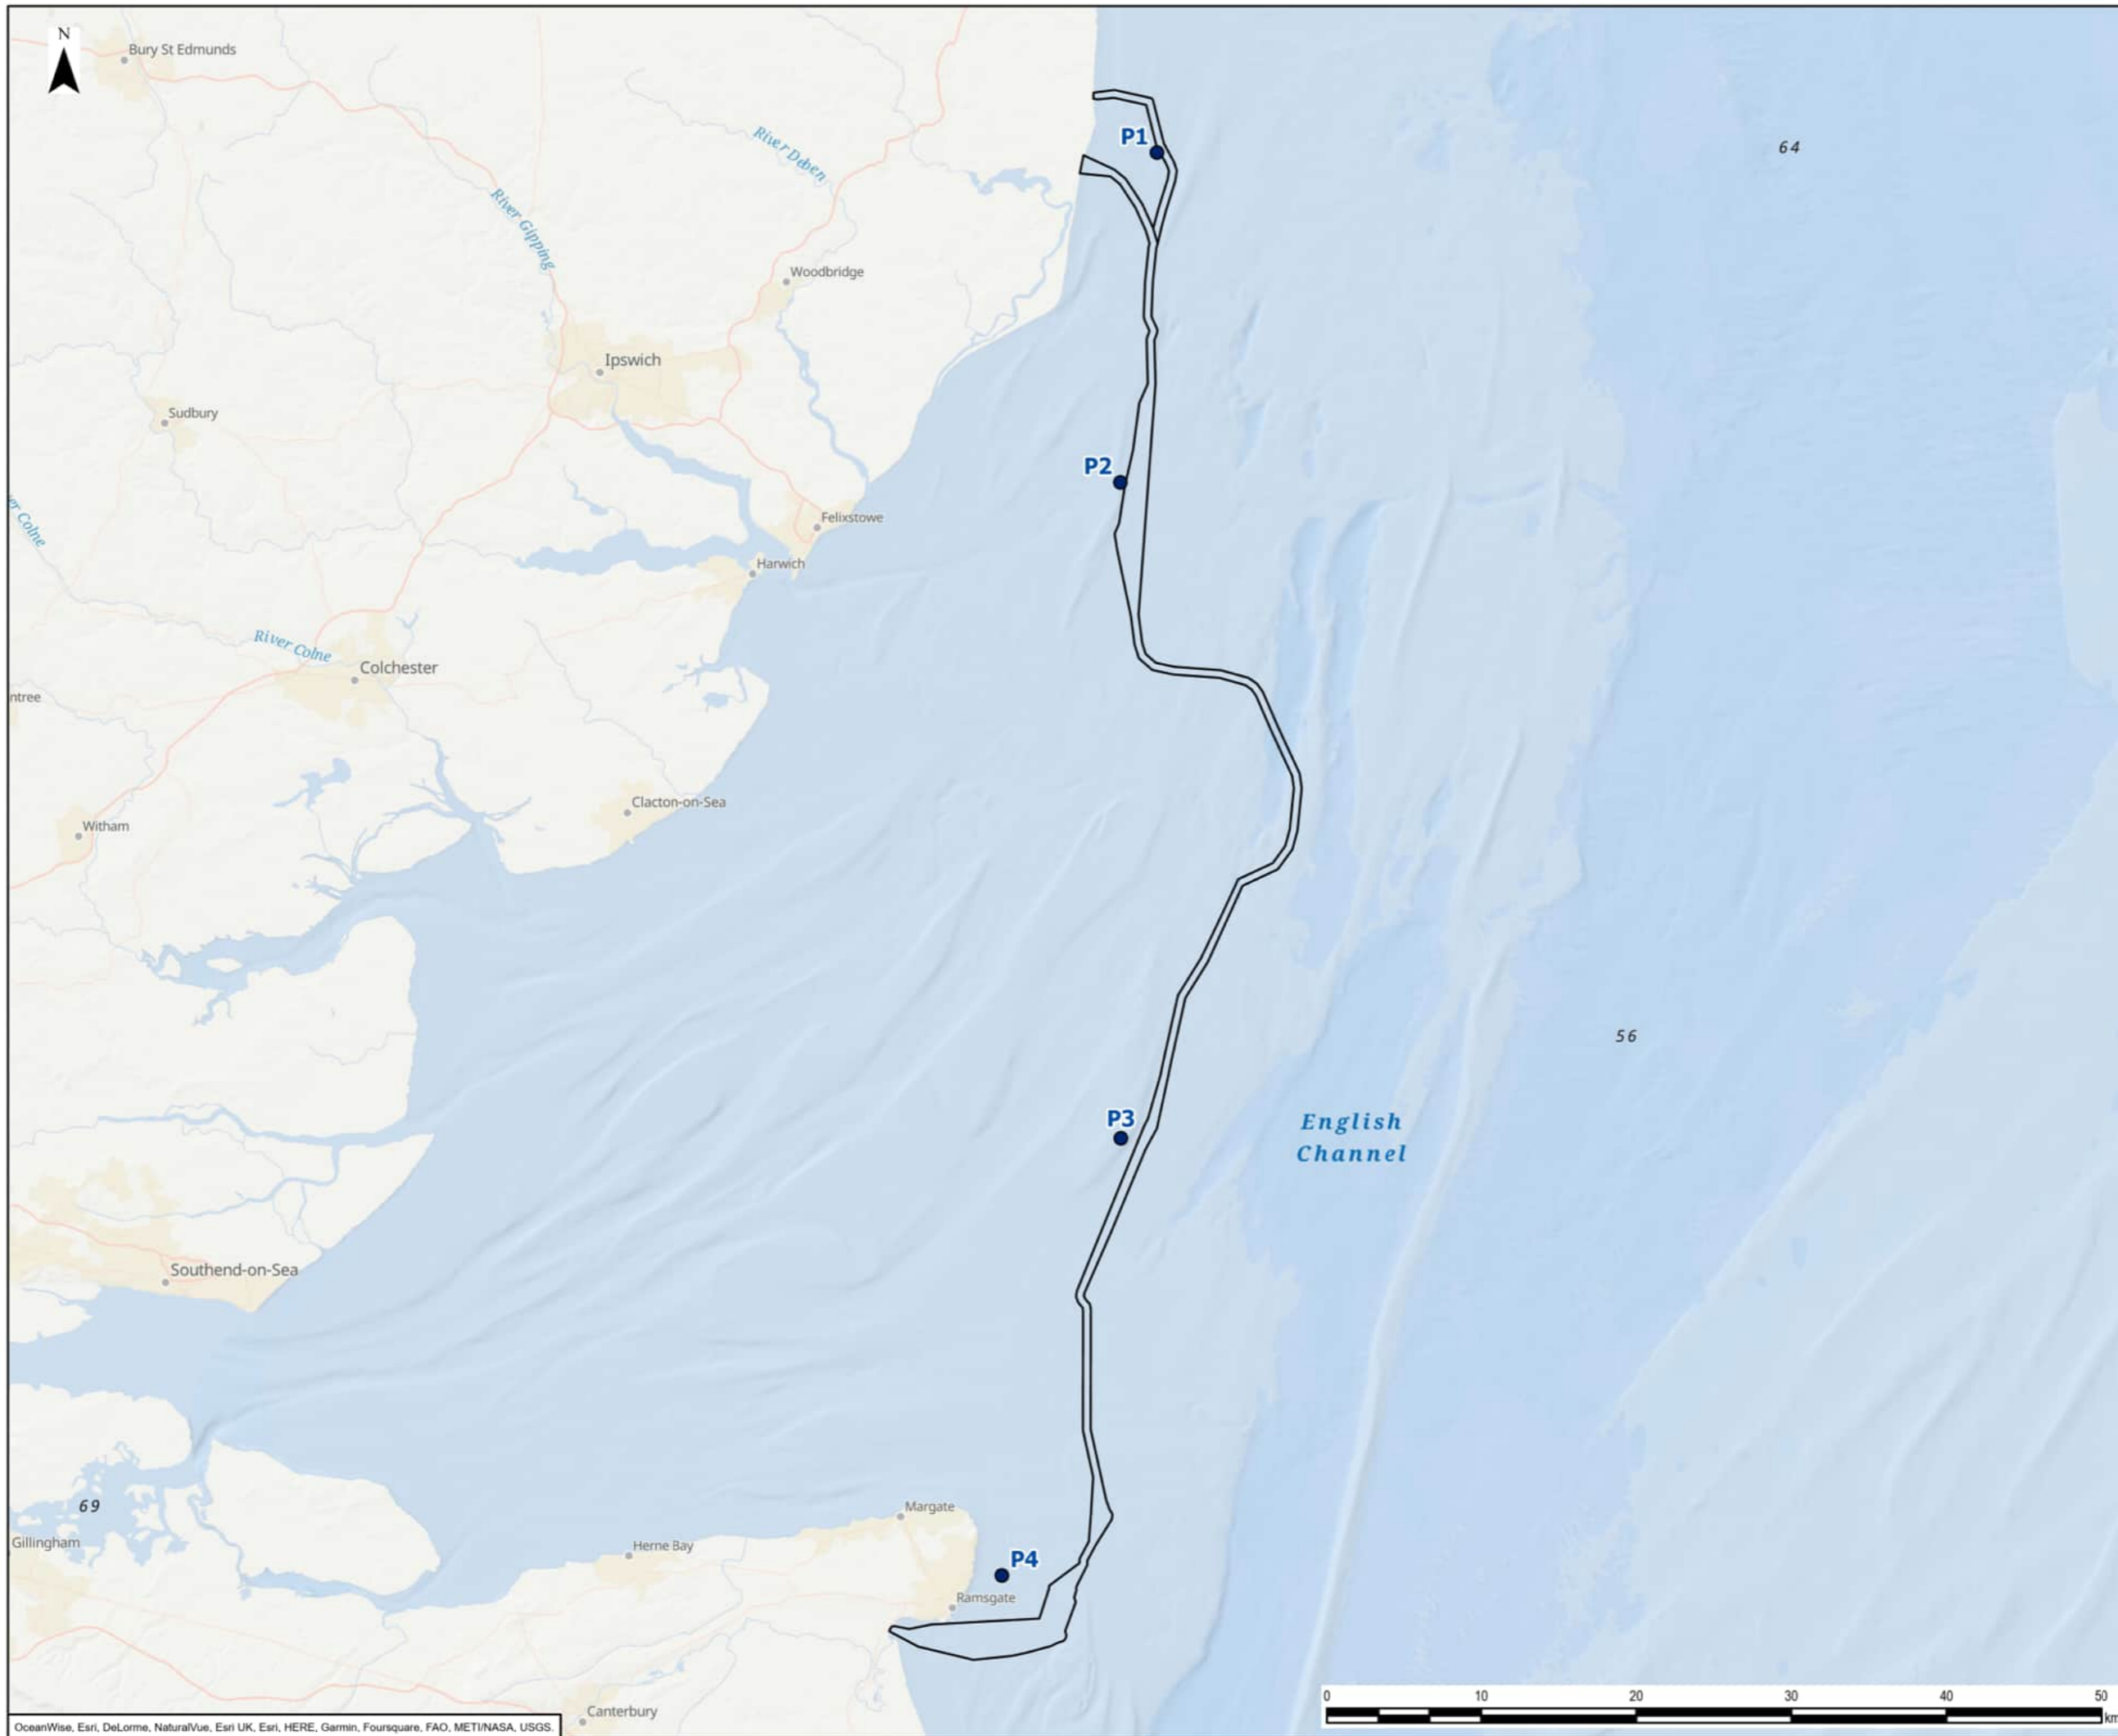 N
Bury St Edmunds
River Deben
P1
64
River Gipping
Woodbridge
Ipswich
Sudbury
P2
er Colne
Felixstowe
Harwich
River Colne
Colchester
ntree
Clacton-on-Sea
Witham
56
P3
English
Channel
Southend-on-Sea
69
Margate
Gillingham
Herne Bay
P4
Ramsgate
0 10 20 30 40 50
km
Canterbury
OceanWise, Esri, DeLorme, NaturalVue, Esri UK, Esri, HERE, Garmin, Foursquare, FAO, METI/NASA, USGS.